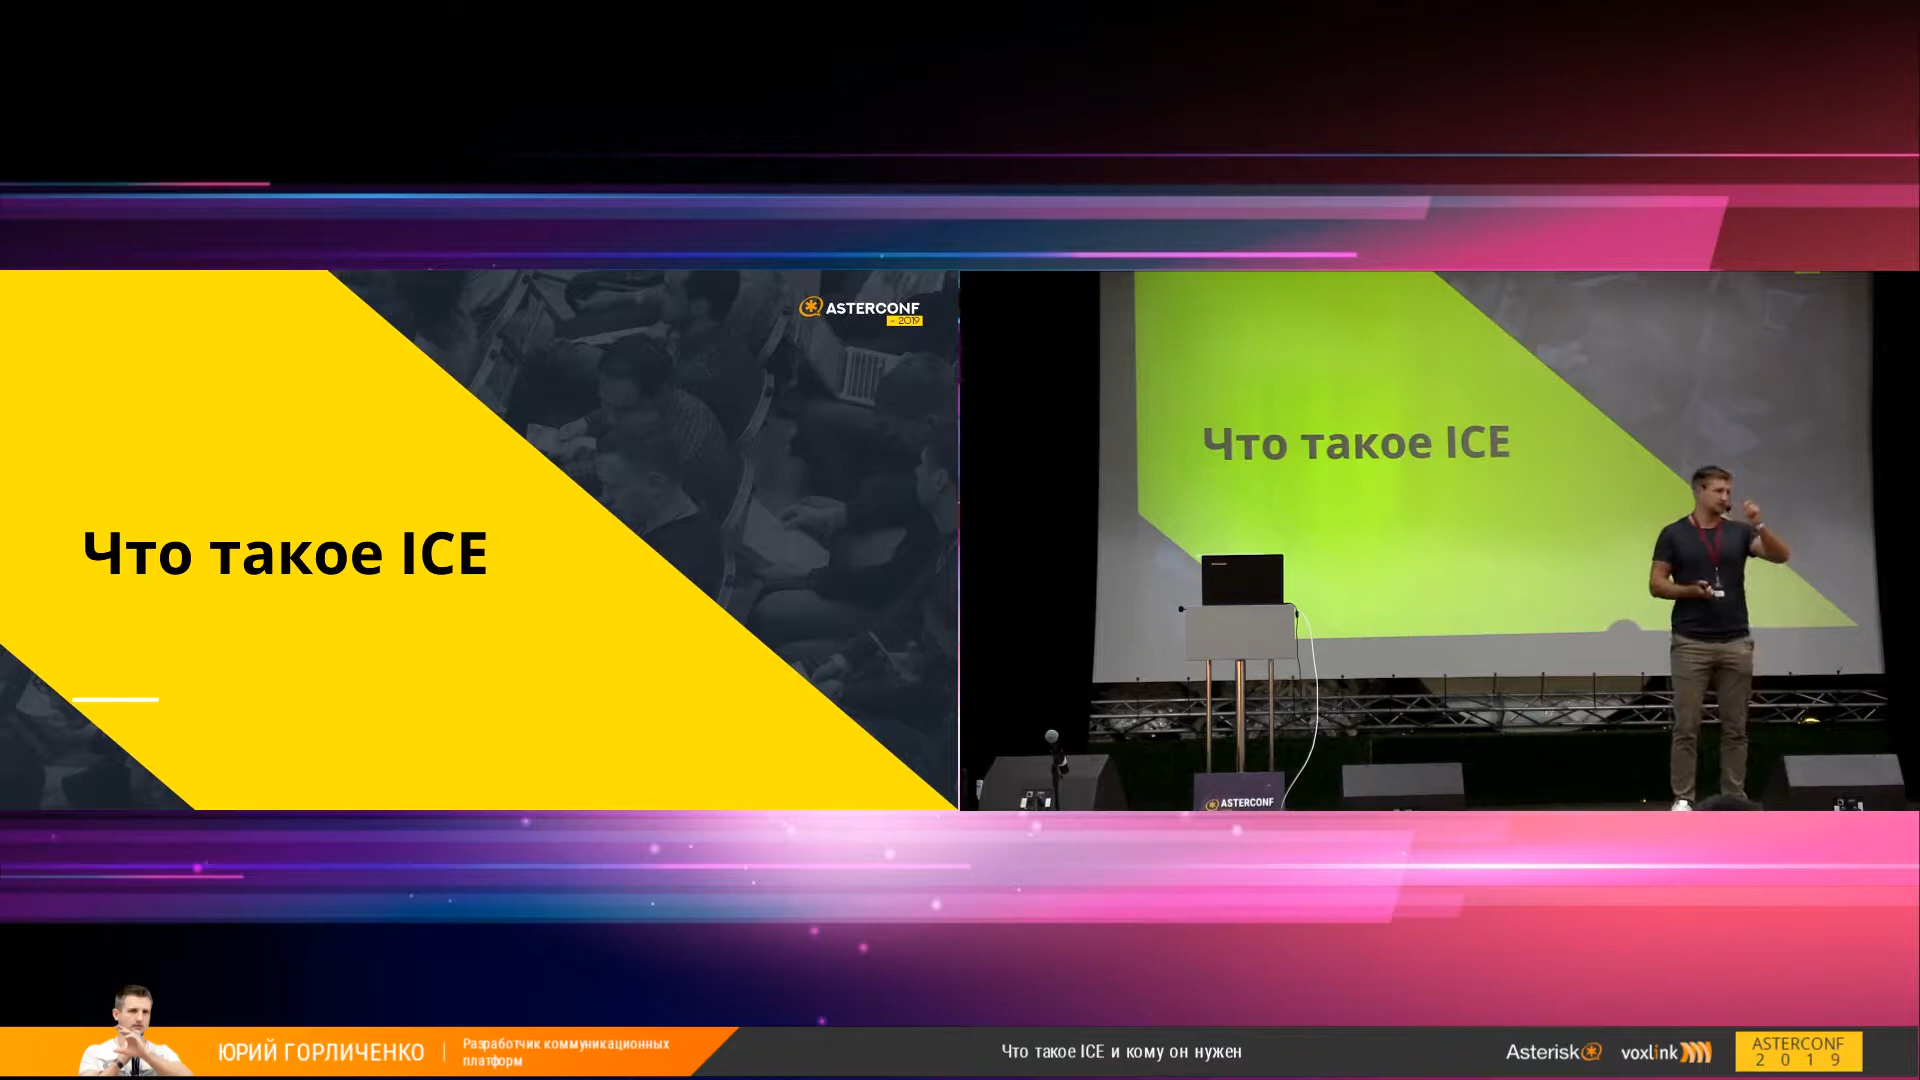 ASTERCONF
- 2019
Что такое ICE
Что такое ICE
ASTERCONF
ЮРИЙ ГОРЛИЧЕНКО
Разработчик коммуникационных
платформ
Что такое ICE и кому он нужен
Asterisk
voxlink
ASTERCONF
2 0 1 9